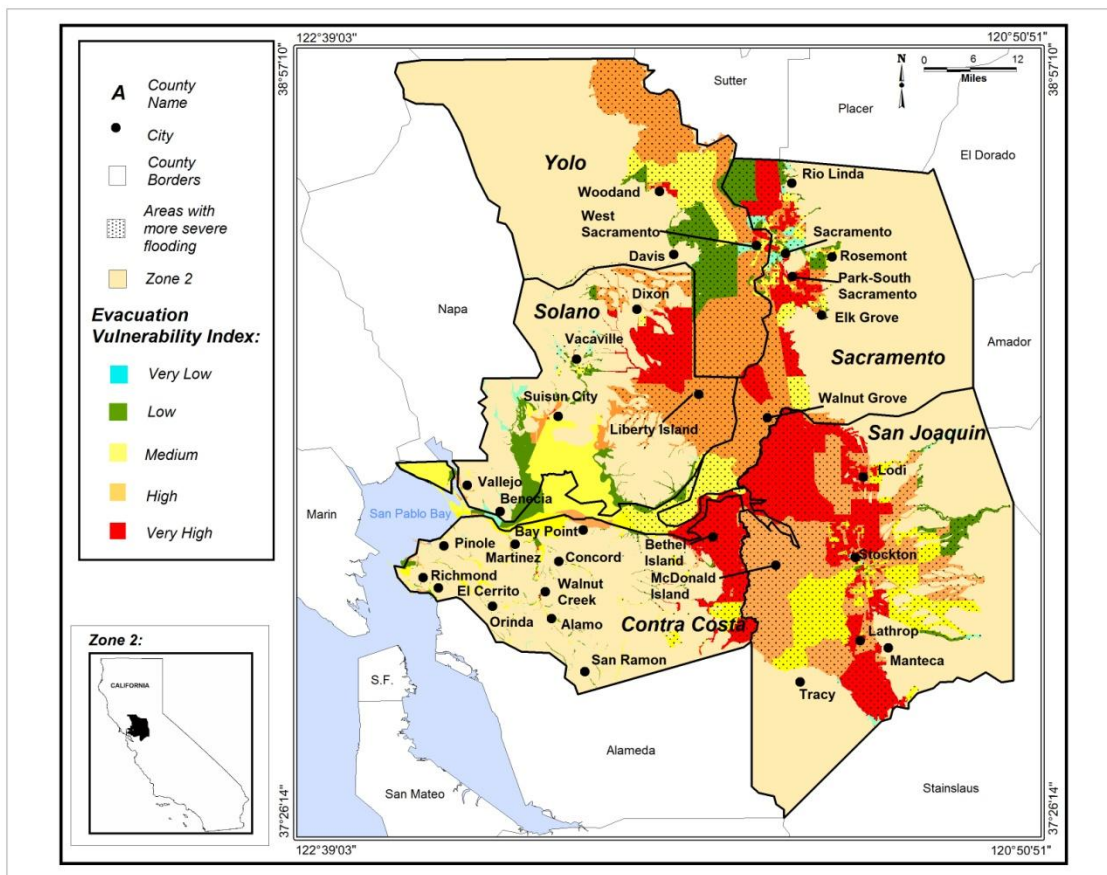 122°39'03"
120°50'51"
38°57'10"
38°57'10"
A
County
Name
City
County
Borders
Areas with
more severe
flooding
Zone 2
Evacuation
Vulnerability Index:
Very Low
Low
Medium
High
Very High
Zone 2:
CALIFORNIA
N
0 6 12
Miles
Sutter
Placer
El Dorado
Napa
Amador
Marin
San Pablo Bay
S.F.
San Mateo
Alameda
Stainslaus
Yolo
Woodand
West
Sacramento
Davis
Rio Linda
Sacramento
Rosemont
Park-South
Sacramento
Elk Grove
Sacramento
Solano
Dixon
Vacaville
Suisun City
Liberty Island
Walnut Grove
Vallejo
Benecia
San Joaquin
Lodi
Bay Point
Pinole
Martinez
Concord
Bethel
Island
McDonald
Island
Stockton
Richmond
El Cerrito
Walnut
Creek
Orinda
Alamo
Contra Costa
San Ramon
Lathrop
Manteca
Tracy
37°26'14"
37°26'14"
122°39'03"
120°50'51"